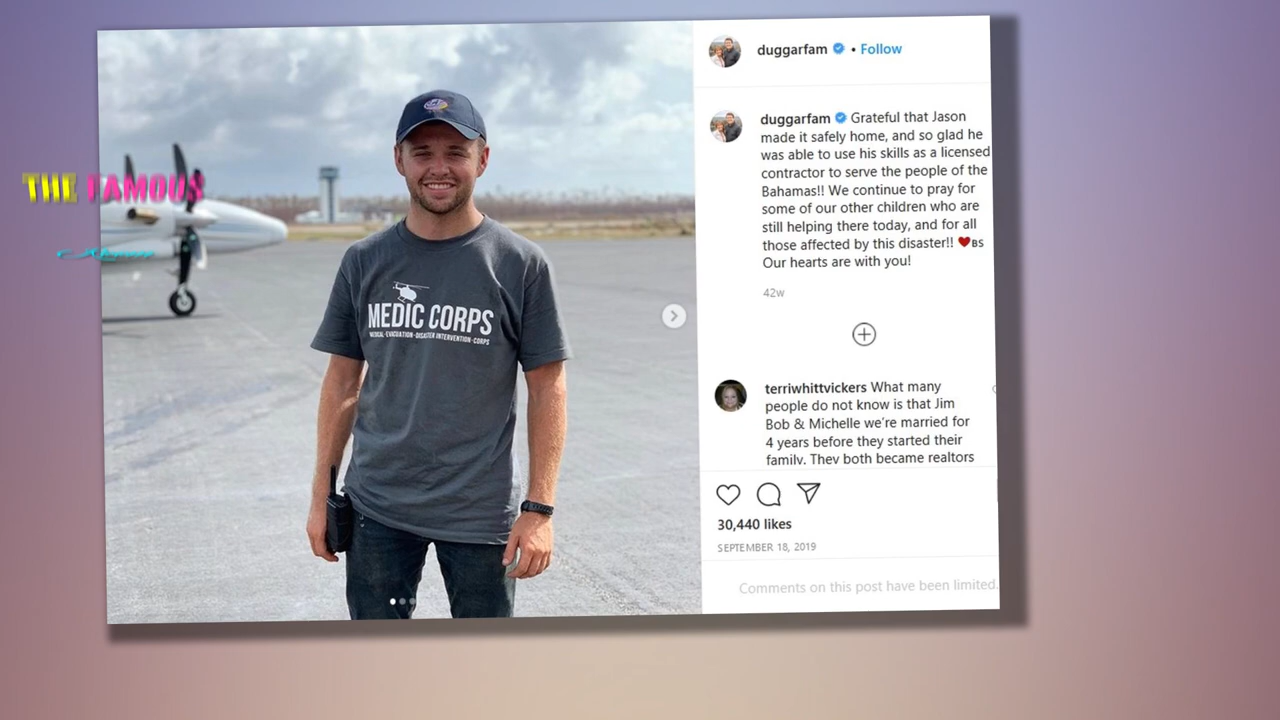 THE FAMOUS
MEDIC CORPS
MEDICAL-EVACUATION-DISASTER INTERVENTION-CORPS
duggarfam • Follow
duggarfam Grateful that Jason
made it safely home, and so glad he
was able to use his skills as a licensed
contractor to serve the people of the
Bahamas!! We continue to pray for
some of our other children who are
still helping there today, and for all
those affected by this disaster!! ❤BS
Our hearts are with you!
42w
terriwhittvickers What many
people do not know is that Jim
Bob & Michelle we're married for
4 years before they started their
family. They both became realtors
30,440 likes
SEPTEMBER 18, 2019
Comments on this post have been limited.